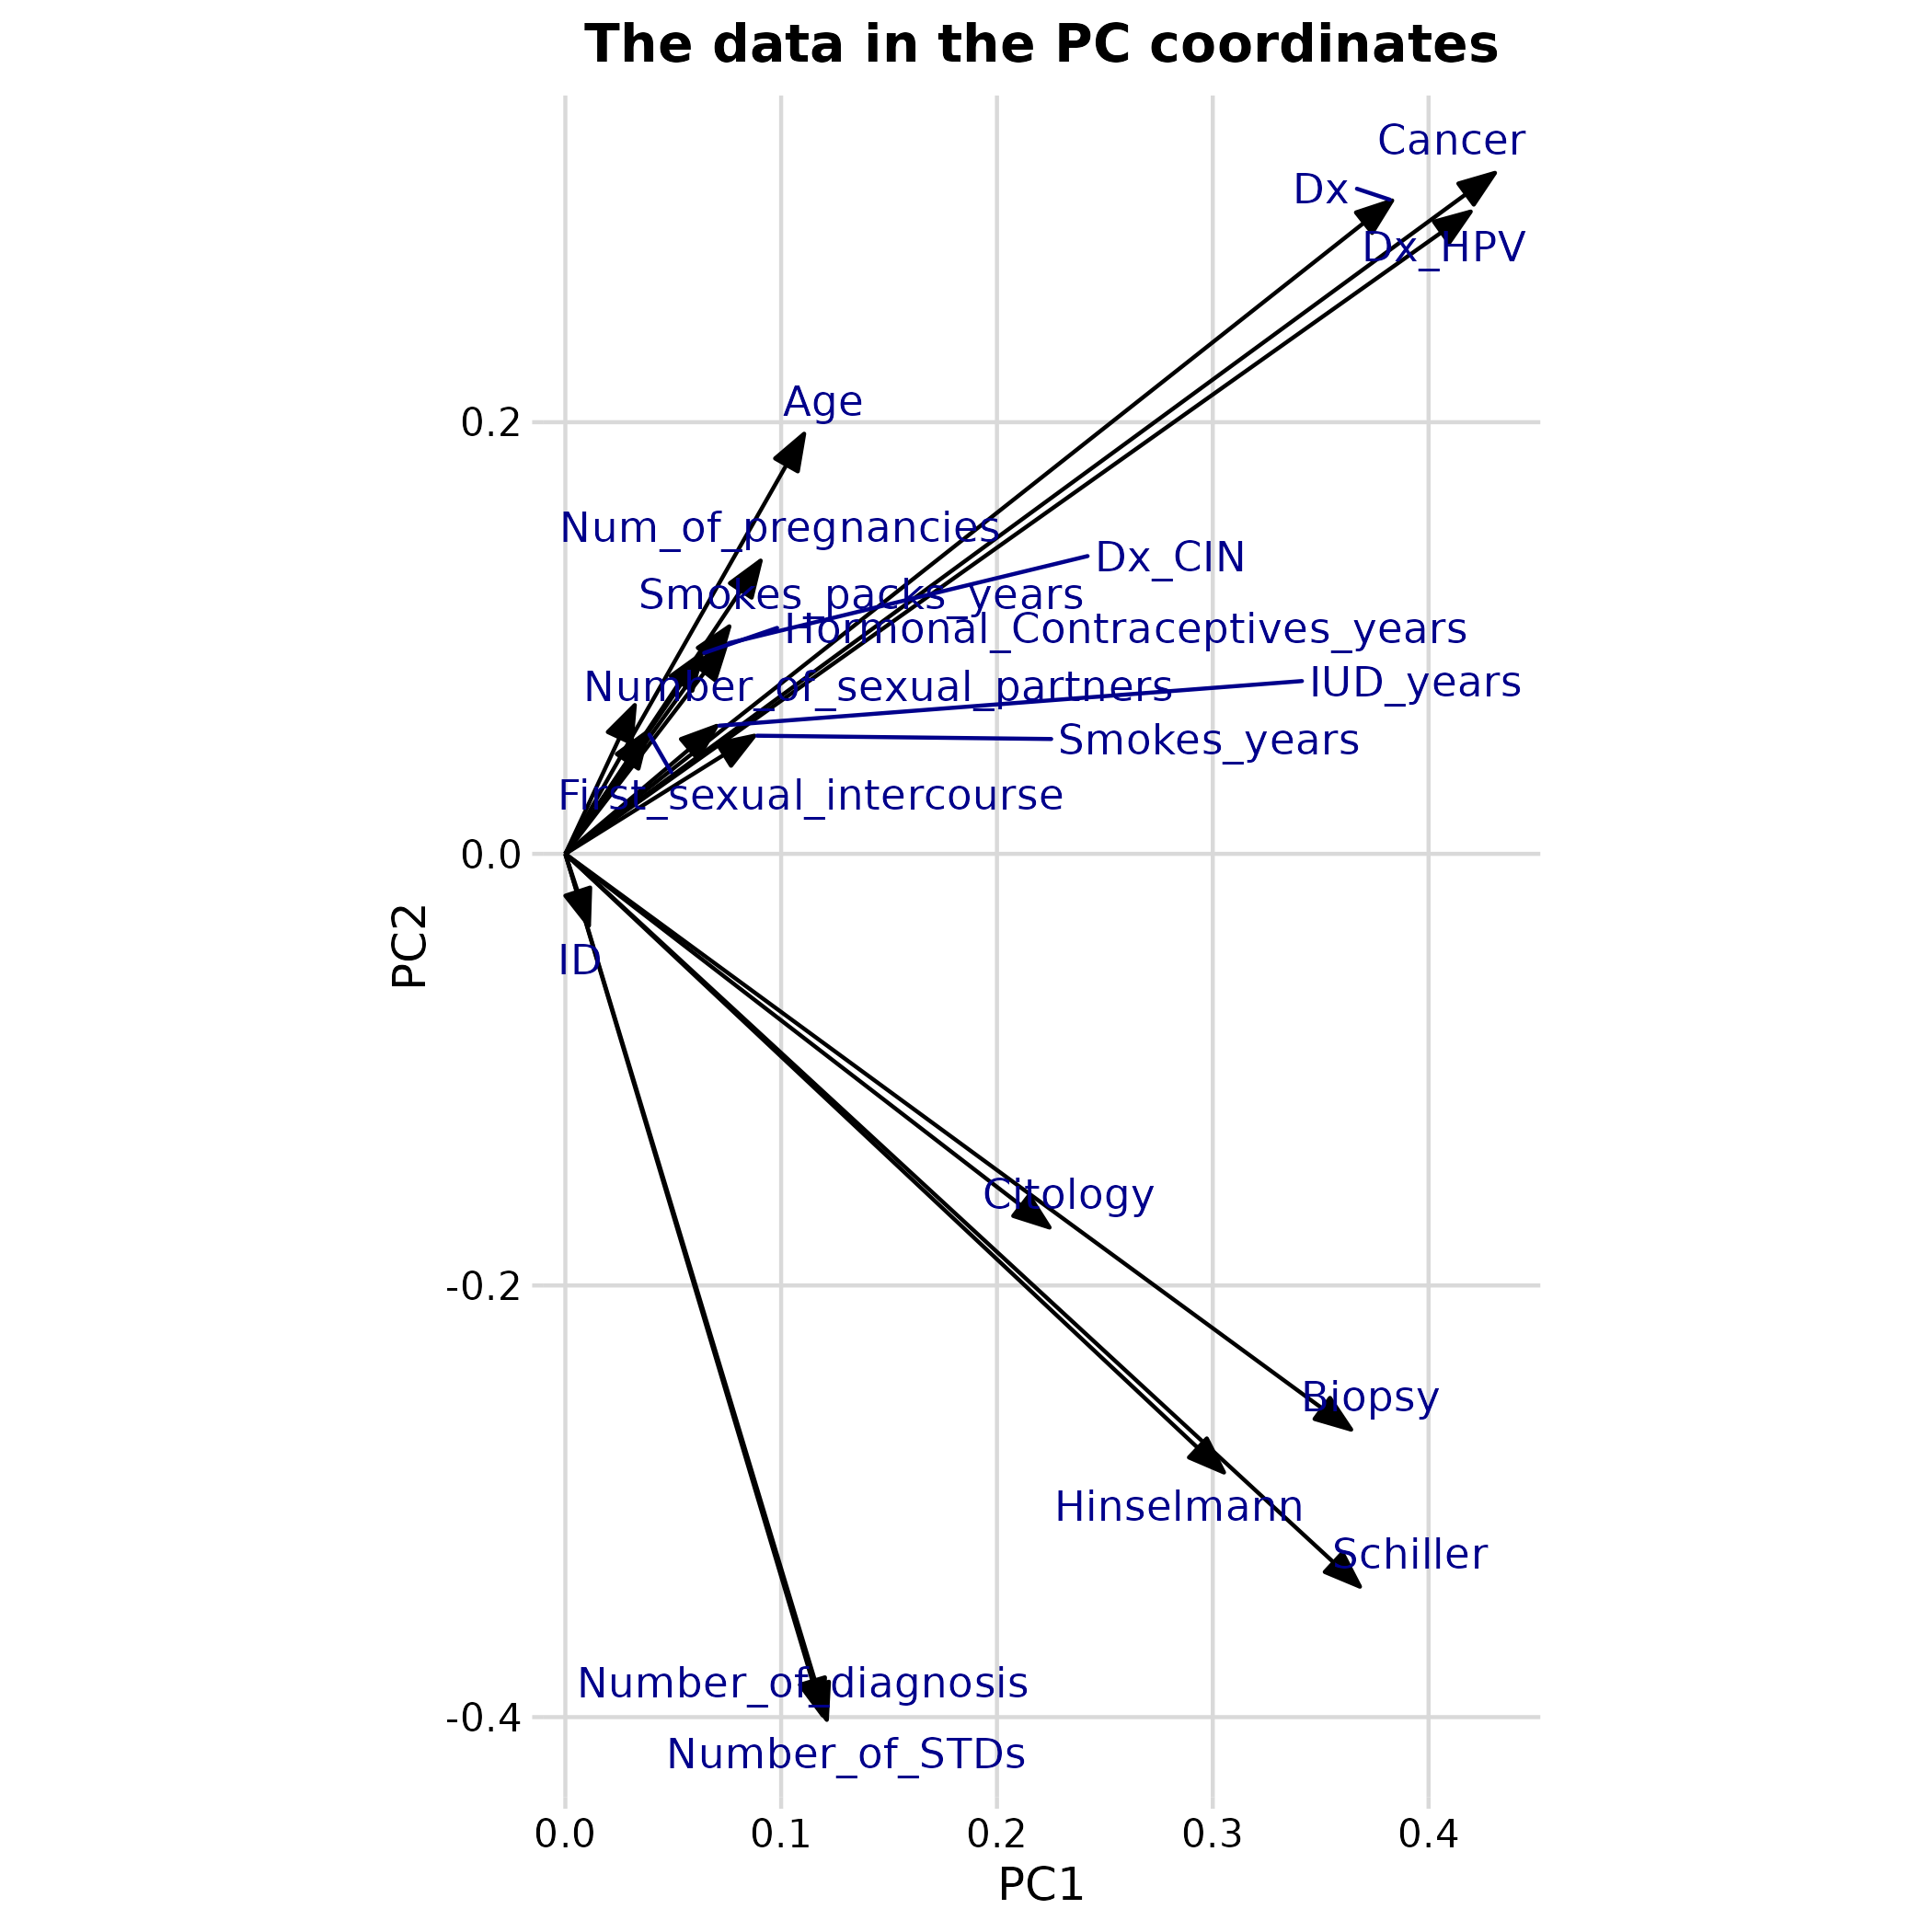 The data in the PC coordinates
Cancer
Dx
Dx_HPV
Age
0.2
Num_of_pregnancies
Dx_CIN
Smokes_packs_years
Hormonal_Contraceptives_years
IUD_years
Number_of_sexual_partners
Smokes_years
First_sexual_intercourse
0.0
PC2
ID
Citology
-0.2
Biopsy
Hinselmann
Schiller
Number_of_diagnosis
-0.4
Number_of_STDs
0.0 0.1 0.2 0.3 0.4
PC1